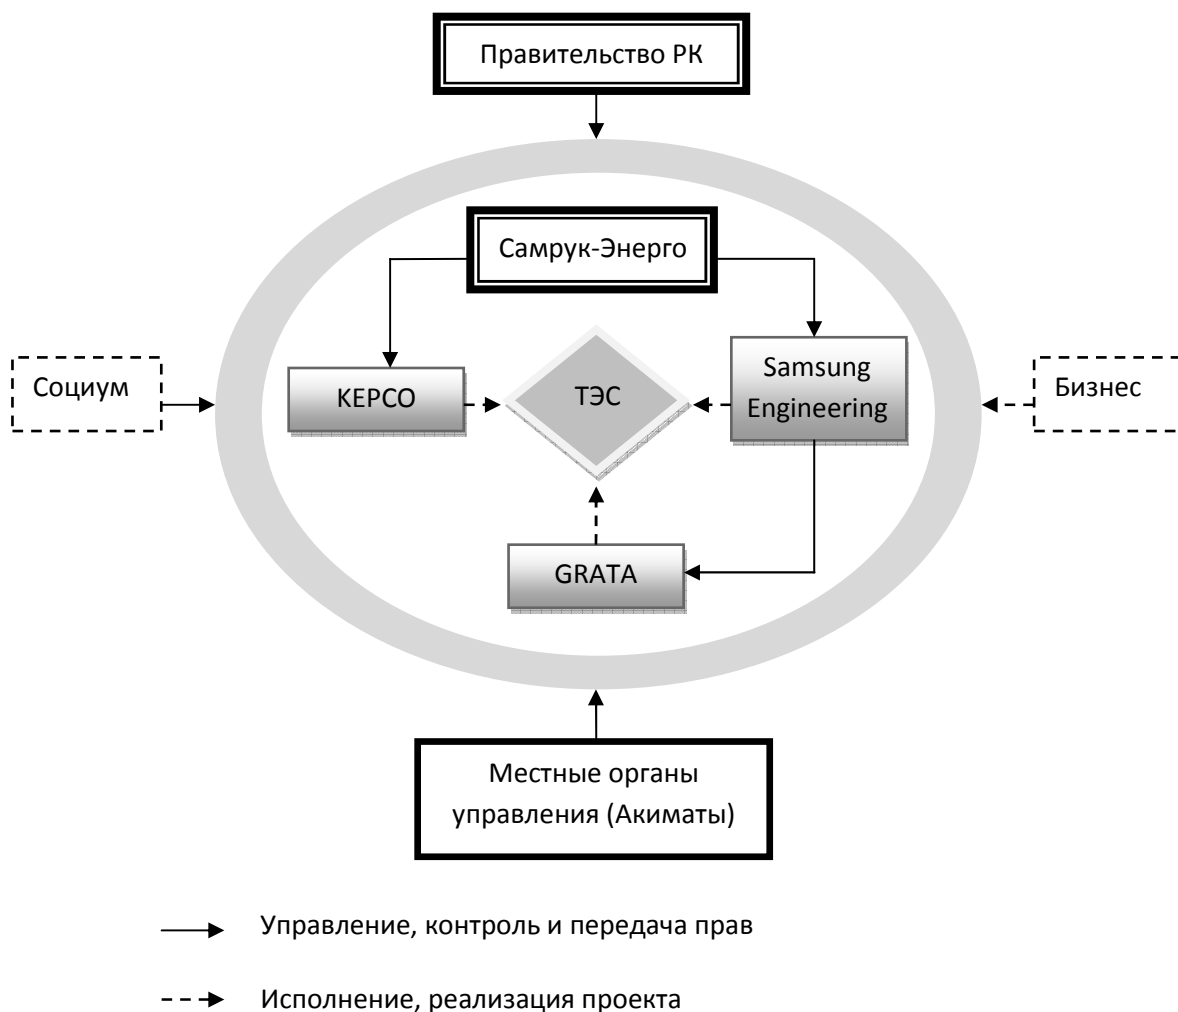 Правительство РК
Самрук-Энерго
Социум
KEPCO
ТЭС
Samsung
Engineering
Бизнес
GRATA
Местные органы
управления (Акиматы)
Управление, контроль и передача прав
Исполнение, реализация проекта